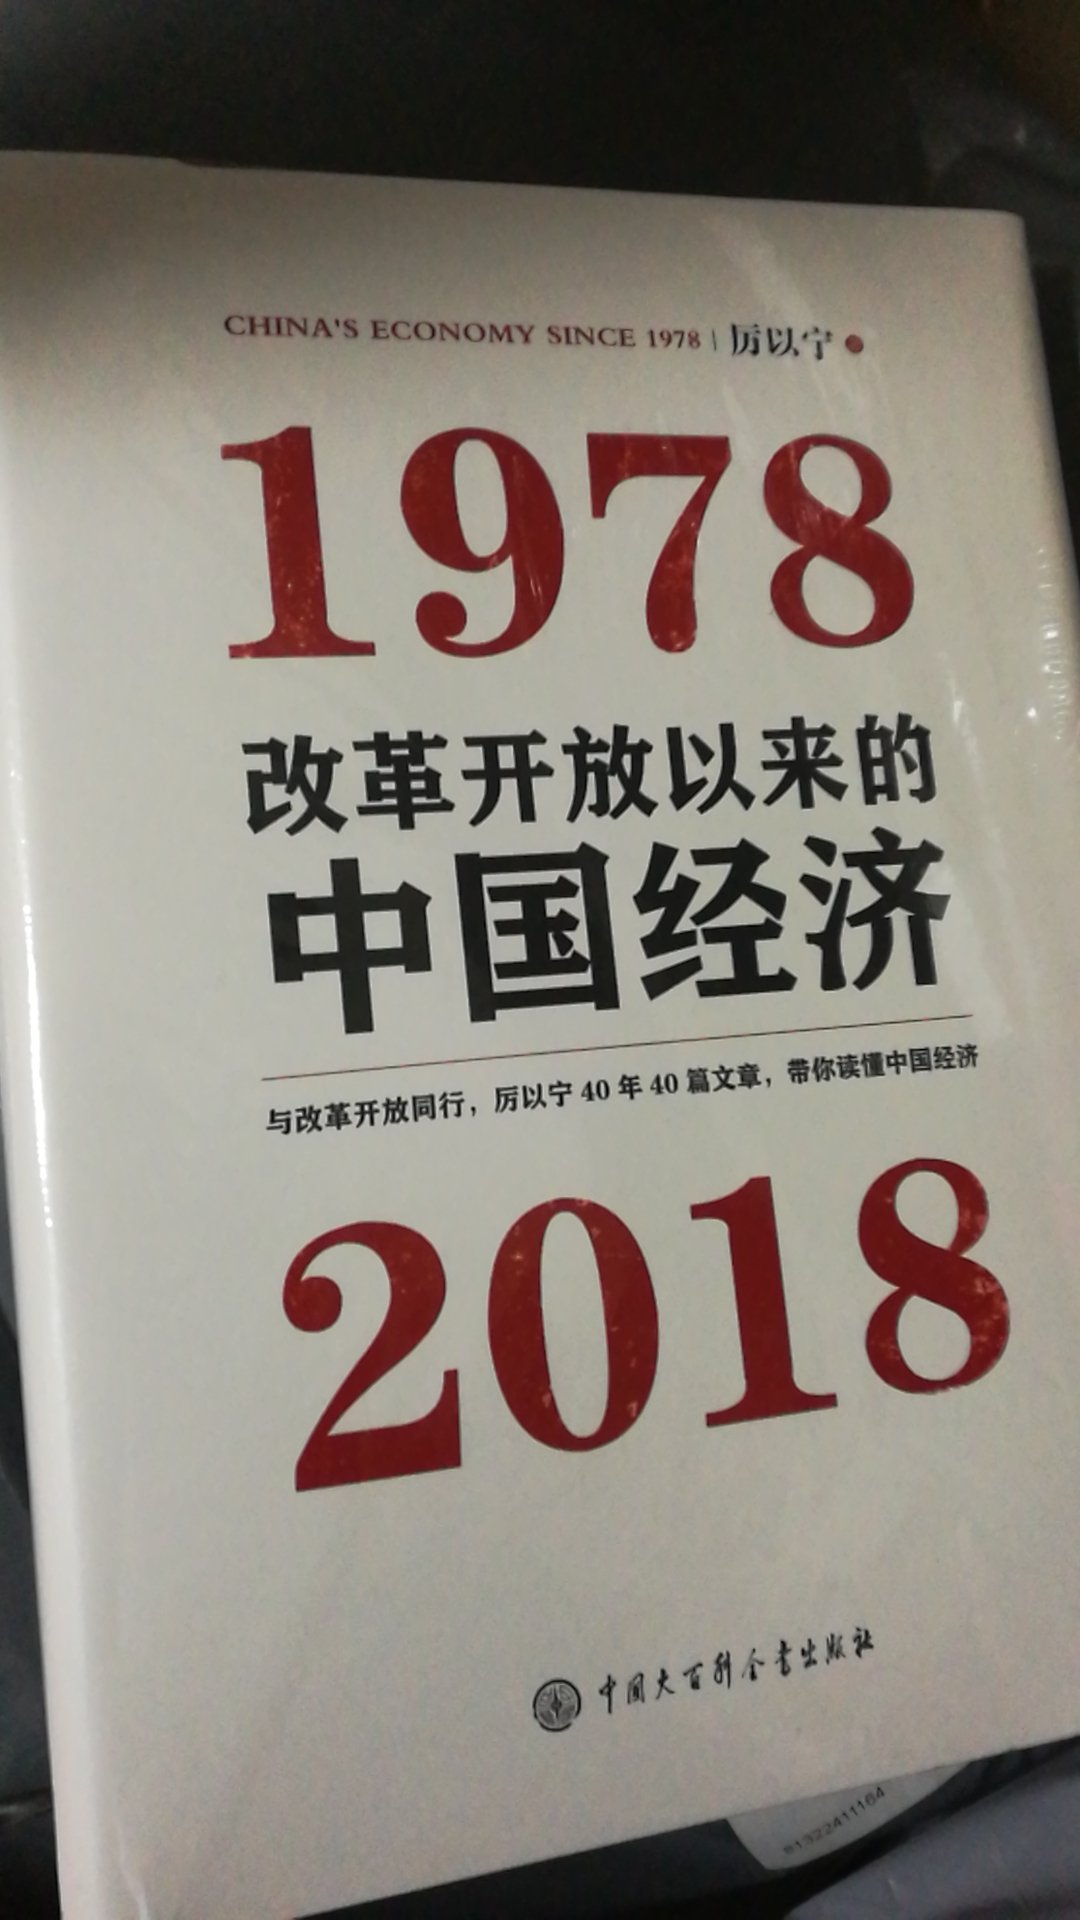 CHINA'S ECONOMY SINCE 1978 | 厉以宁
1978
改革开放以来的
中国经济
与改革开放同行，厉以宁 40 年 40 篇文章，带你读懂中国经济
2018
中国大百科全书出版社
81322411164